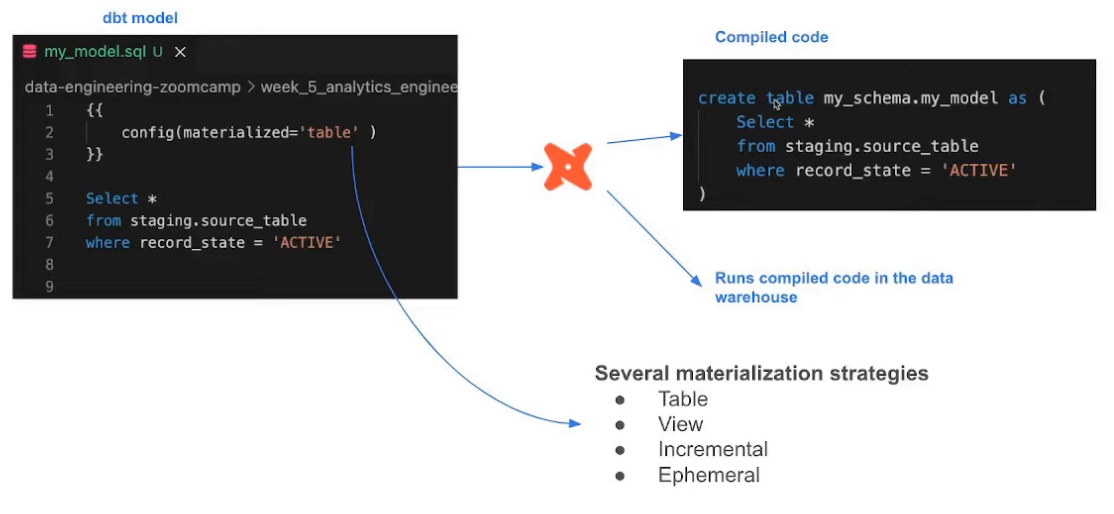 dbt model
my_model.sql U ×
data-engineering-zoomcamp > week_5_analytics_enginee
1 {{
2 config(materialized='table' )
3 }}
4
5 Select *
6 from staging.source_table
7 where record_state = 'ACTIVE'
8
9
Compiled code
create table my_schema.my_model as (
Select *
from staging.source_table
where record_state = 'ACTIVE'
)
Runs compiled code in the data
warehouse
Several materialization strategies
● Table
● View
● Incremental
● Ephemeral